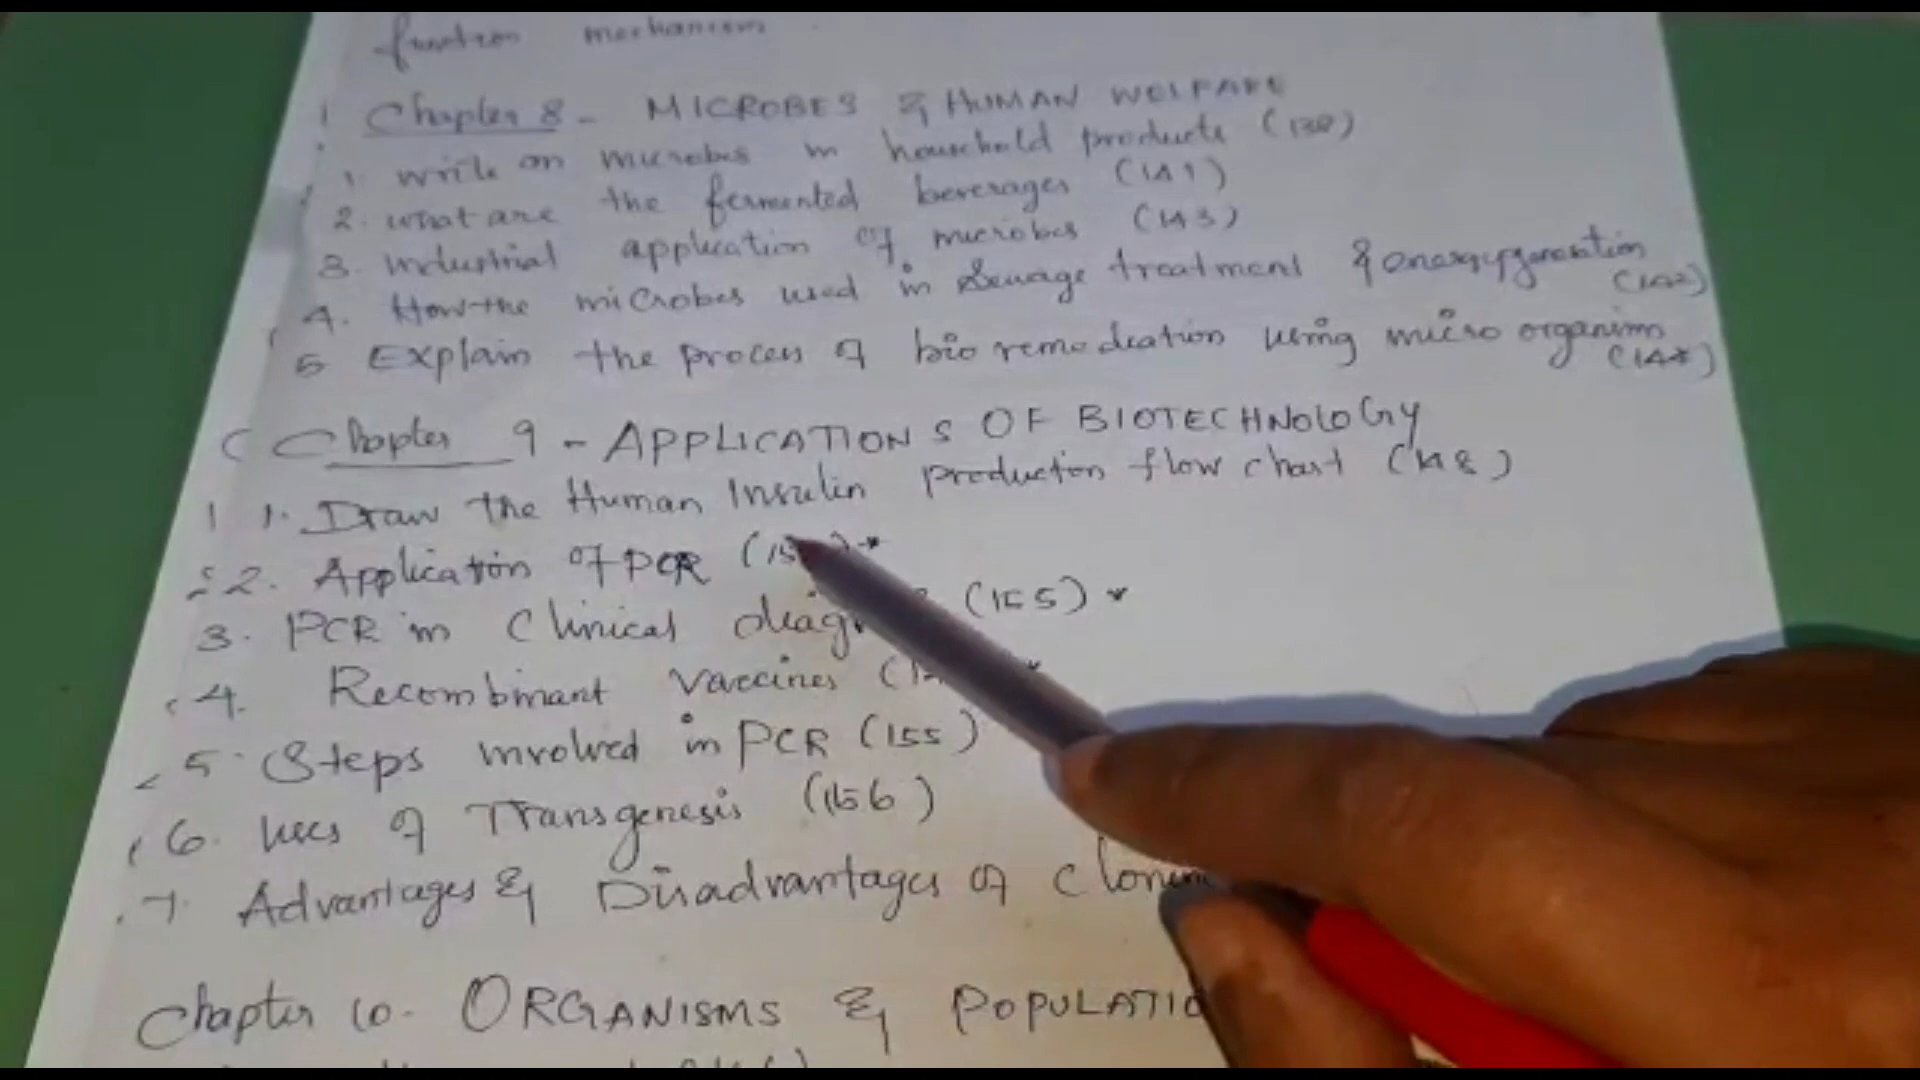 function mechanism
Chapter 8 - MICROBES & HUMAN WELFARE
1. Write on microbes in household products (138)
2. what are the fermented beverages (141)
3. Industrial application of microbes (143)
4. How the microbes used in Sewage treatment & energy generation
5 Explain the process of bio remediation using micro organism
Chapter 9 - APPLICATIONS OF BIOTECHNOLOGY
1. Draw the Human Insulin production flow chart (148)
2. Application of PCR
3. PCR in Clinical (155) *
4. Recombinant Vaccines
5. Steps involved in PCR (155)
6. uses of Transgenesis (156)
7. Advantages & Disadvantages of
Chapter 10. ORGANISMS &